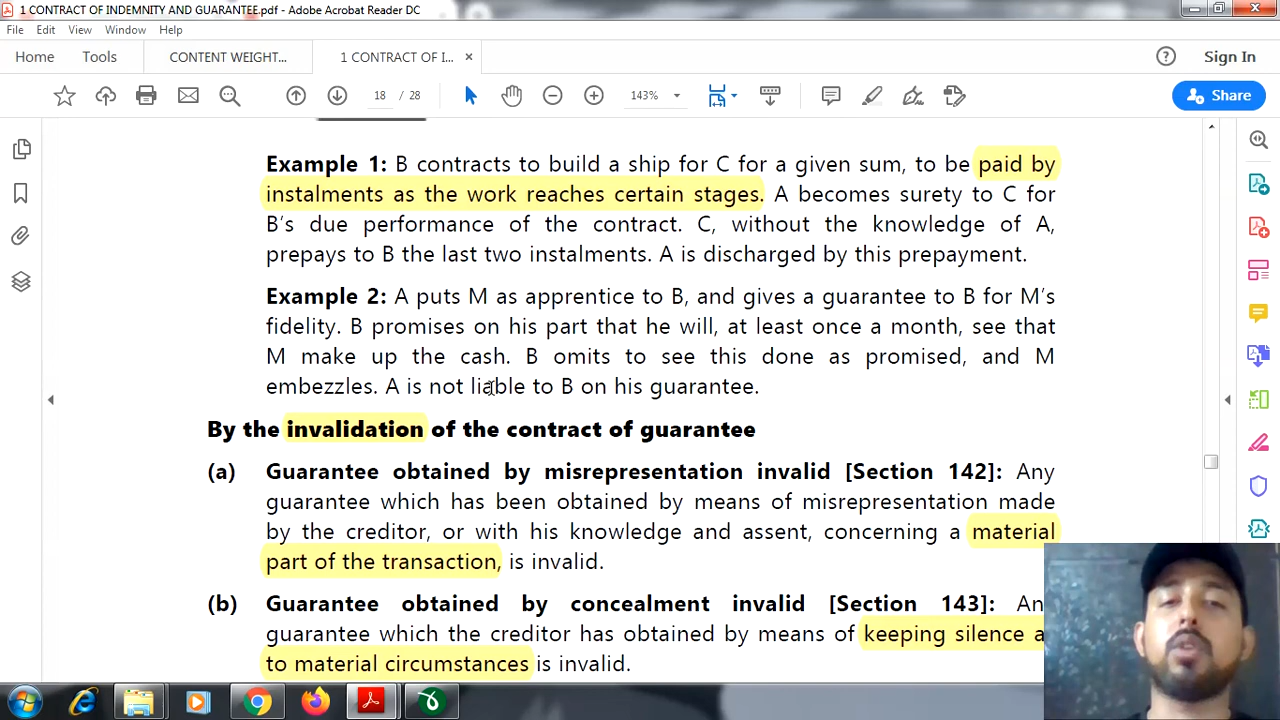 1 CONTRACT OF INDEMNITY AND GUARANTEE.pdf - Adobe Acrobat Reader DC
File Edit View Window Help
Home Tools CONTENT WEIGHT... 1 CONTRACT OF I... × Sign In
18 / 28 143% Share
Example 1: B contracts to build a ship for C for a given sum, to be paid by
instalments as the work reaches certain stages. A becomes surety to C for
B's due performance of the contract. C, without the knowledge of A,
prepays to B the last two instalments. A is discharged by this prepayment.
Example 2: A puts M as apprentice to B, and gives a guarantee to B for M's
fidelity. B promises on his part that he will, at least once a month, see that
M make up the cash. B omits to see this done as promised, and M
embezzles. A is not liable to B on his guarantee.
By the invalidation of the contract of guarantee
(a) Guarantee obtained by misrepresentation invalid [Section 142]: Any
guarantee which has been obtained by means of misrepresentation made
by the creditor, or with his knowledge and assent, concerning a material
part of the transaction, is invalid.
(b) Guarantee obtained by concealment invalid [Section 143]: An
guarantee which the creditor has obtained by means of keeping silence a
to material circumstances is invalid.